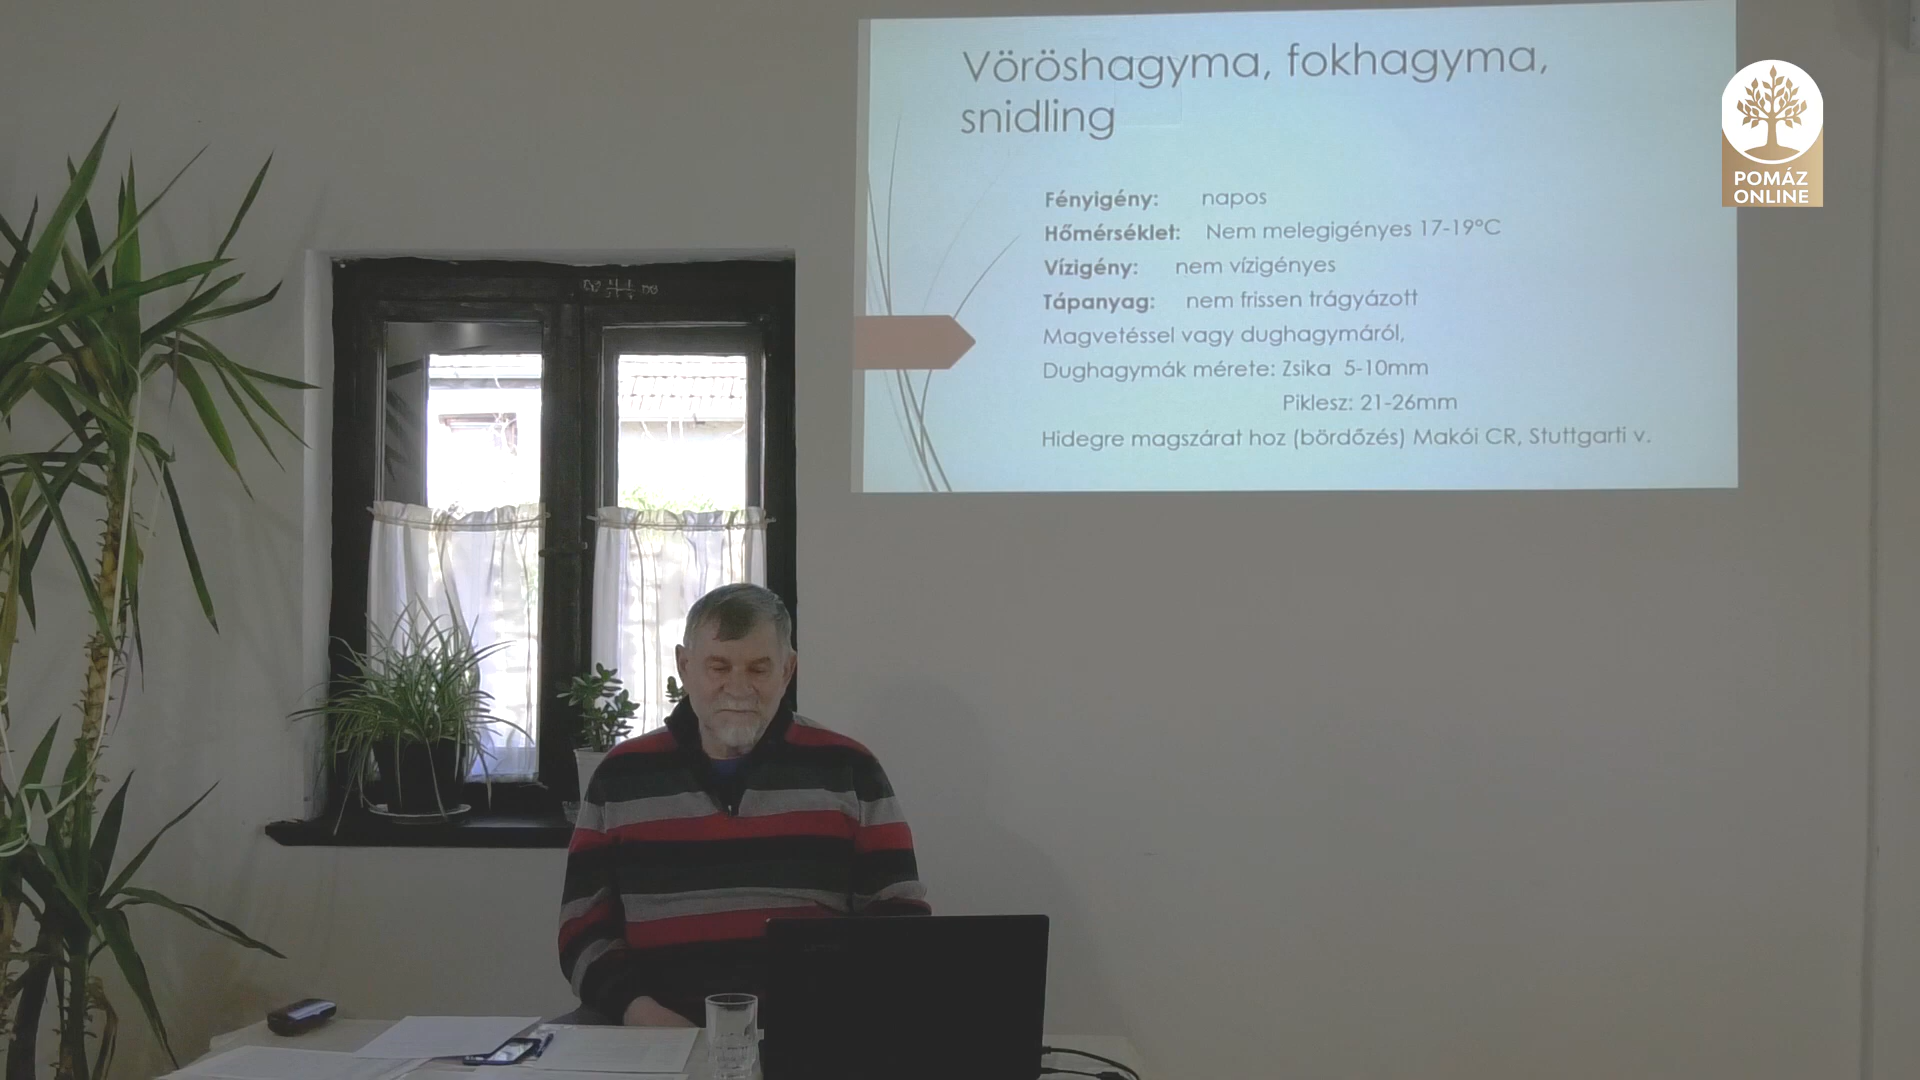 Vöröshagyma, fokhagyma,
snidling
Fényigény: napos
Hőmérséklet: Nem melegigényes 17-19°C
Vízigény: nem vízigényes
Tápanyag: nem frissen trágyázott
Magvetéssel vagy dughagymáról,
Dughagymák mérete: Zsika 5-10mm
Piklesz: 21-26mm
Hidegre magszárat hoz (bördőzés) Makói CR, Stuttgarti v.
POMÁZ
ONLINE